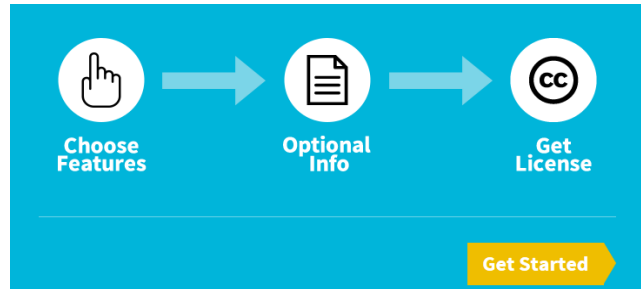 Choose
Features
Optional
Info
cc
Get
License
Get Started